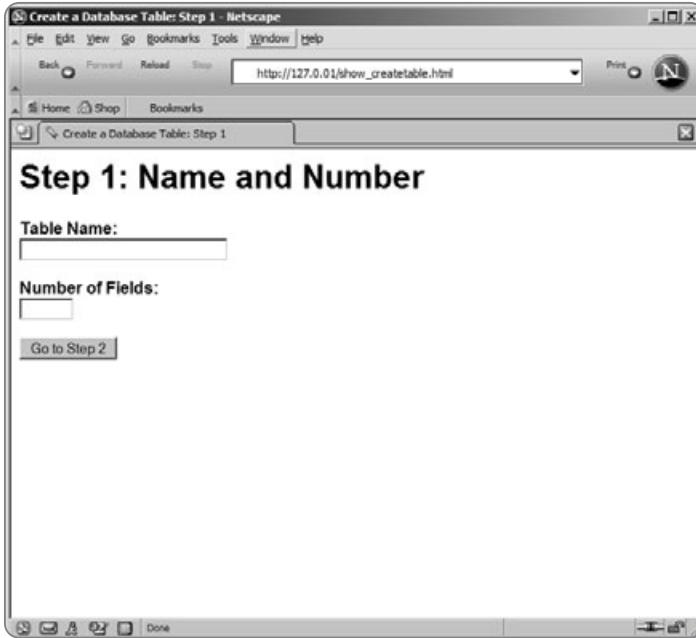 Create a Database Table: Step 1 - Netscape
File Edit View Go Bookmarks Tools Window Help
Back Forward Reload Stop http://127.0.01/show_createtable.html Print N
Home Shop Bookmarks
Create a Database Table: Step 1
Step 1: Name and Number
Table Name:
Number of Fields:
Go to Step 2
Done